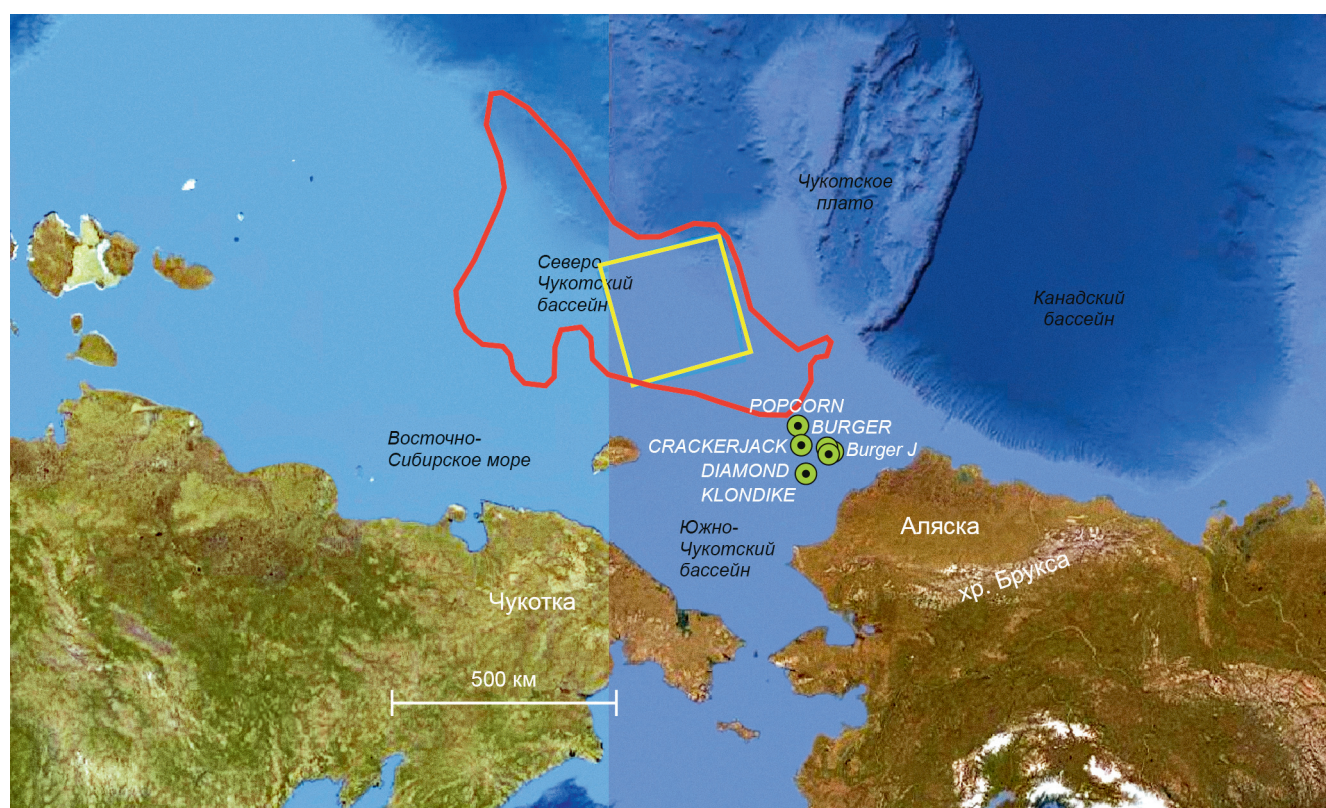 Чукотское
плато
Северо
Чукотский
бассейн
Канадский
бассейн
POPCORN
BURGER
CRACKERJACK
Burger J
DIAMOND
KLONDIKE
Восточно-
Сибирское море
Южно-
Чукотский
бассейн
Аляска
хр. Брукса
Чукотка
500 км